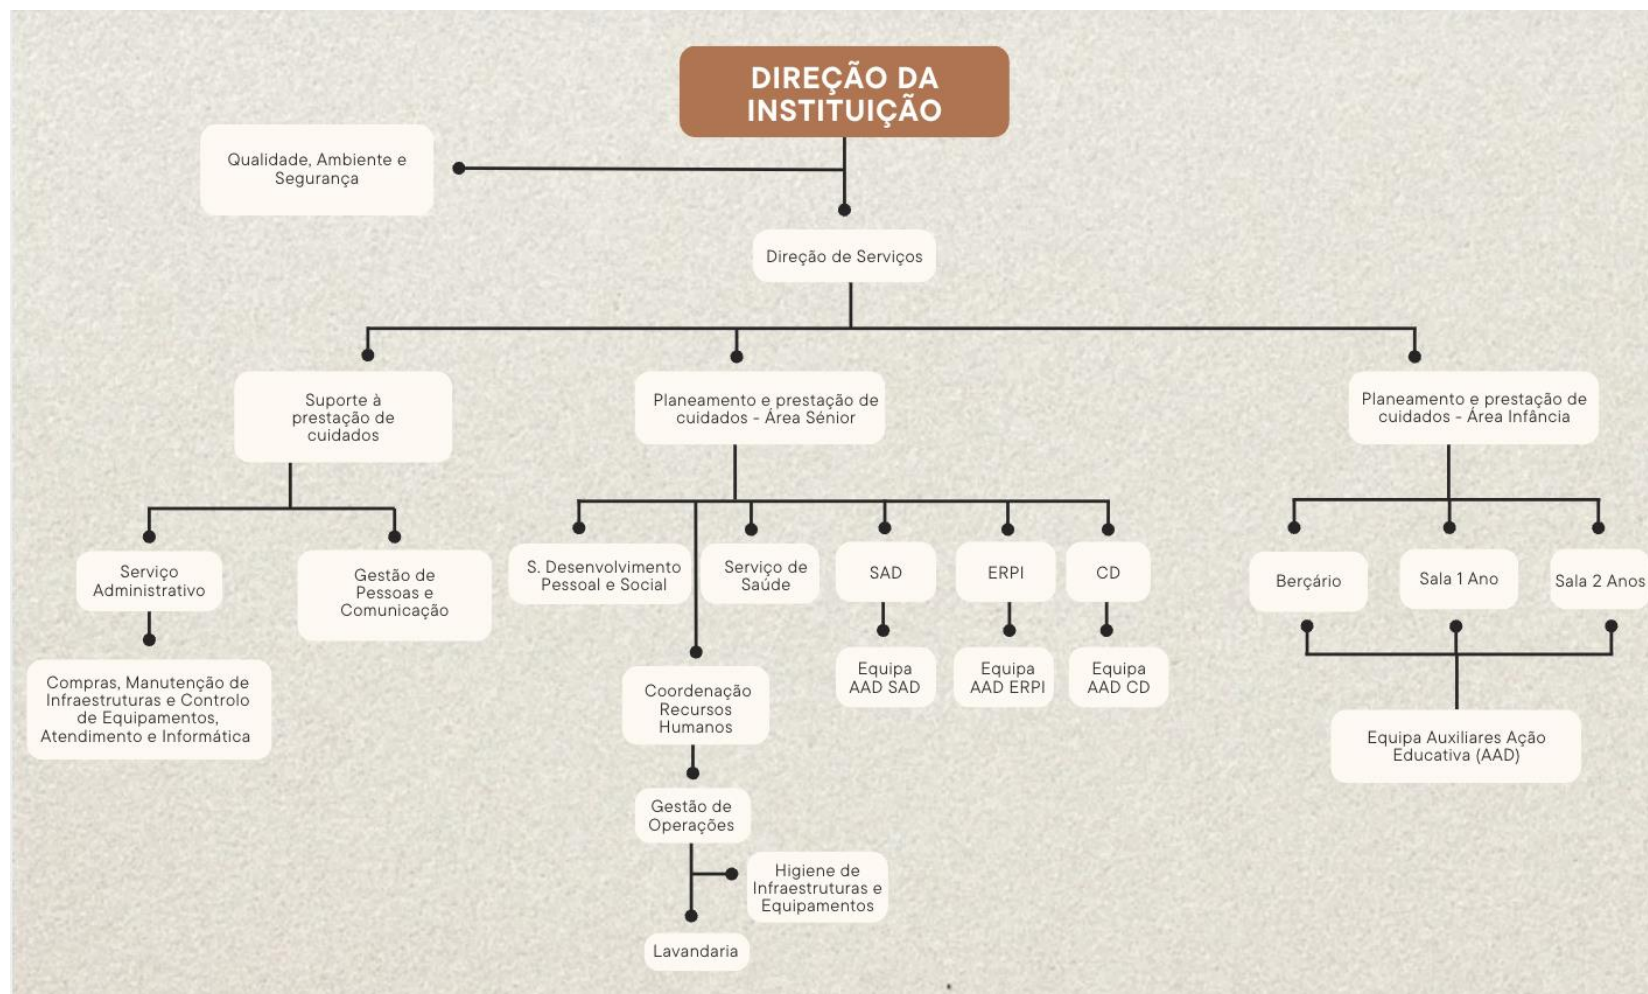 DIREÇÃO DA
INSTITUIÇÃO
Qualidade, Ambiente e
Segurança
Direção de Serviços
Suporte à
prestação de
cuidados
Planeamento e prestação de
cuidados - Área Sénior
Planeamento e prestação de
cuidados - Área Infância
Serviço
Administrativo
Gestão de
Pessoas e
Comunicação
S. Desenvolvimento
Pessoal e Social
Serviço de
Saúde
SAD
ERPI
CD
Berçário
Sala 1 Ano
Sala 2 Anos
Compras, Manutenção de
Infraestruturas e Controlo
de Equipamentos,
Atendimento e Informática
Coordenação
Recursos
Humanos
Equipa
AAD SAD
Equipa
AAD ERPI
Equipa
AAD CD
Equipa Auxiliares Ação
Educativa (AAD)
Gestão de
Operações
Higiene de
Infraestruturas e
Equipamentos
Lavandaria